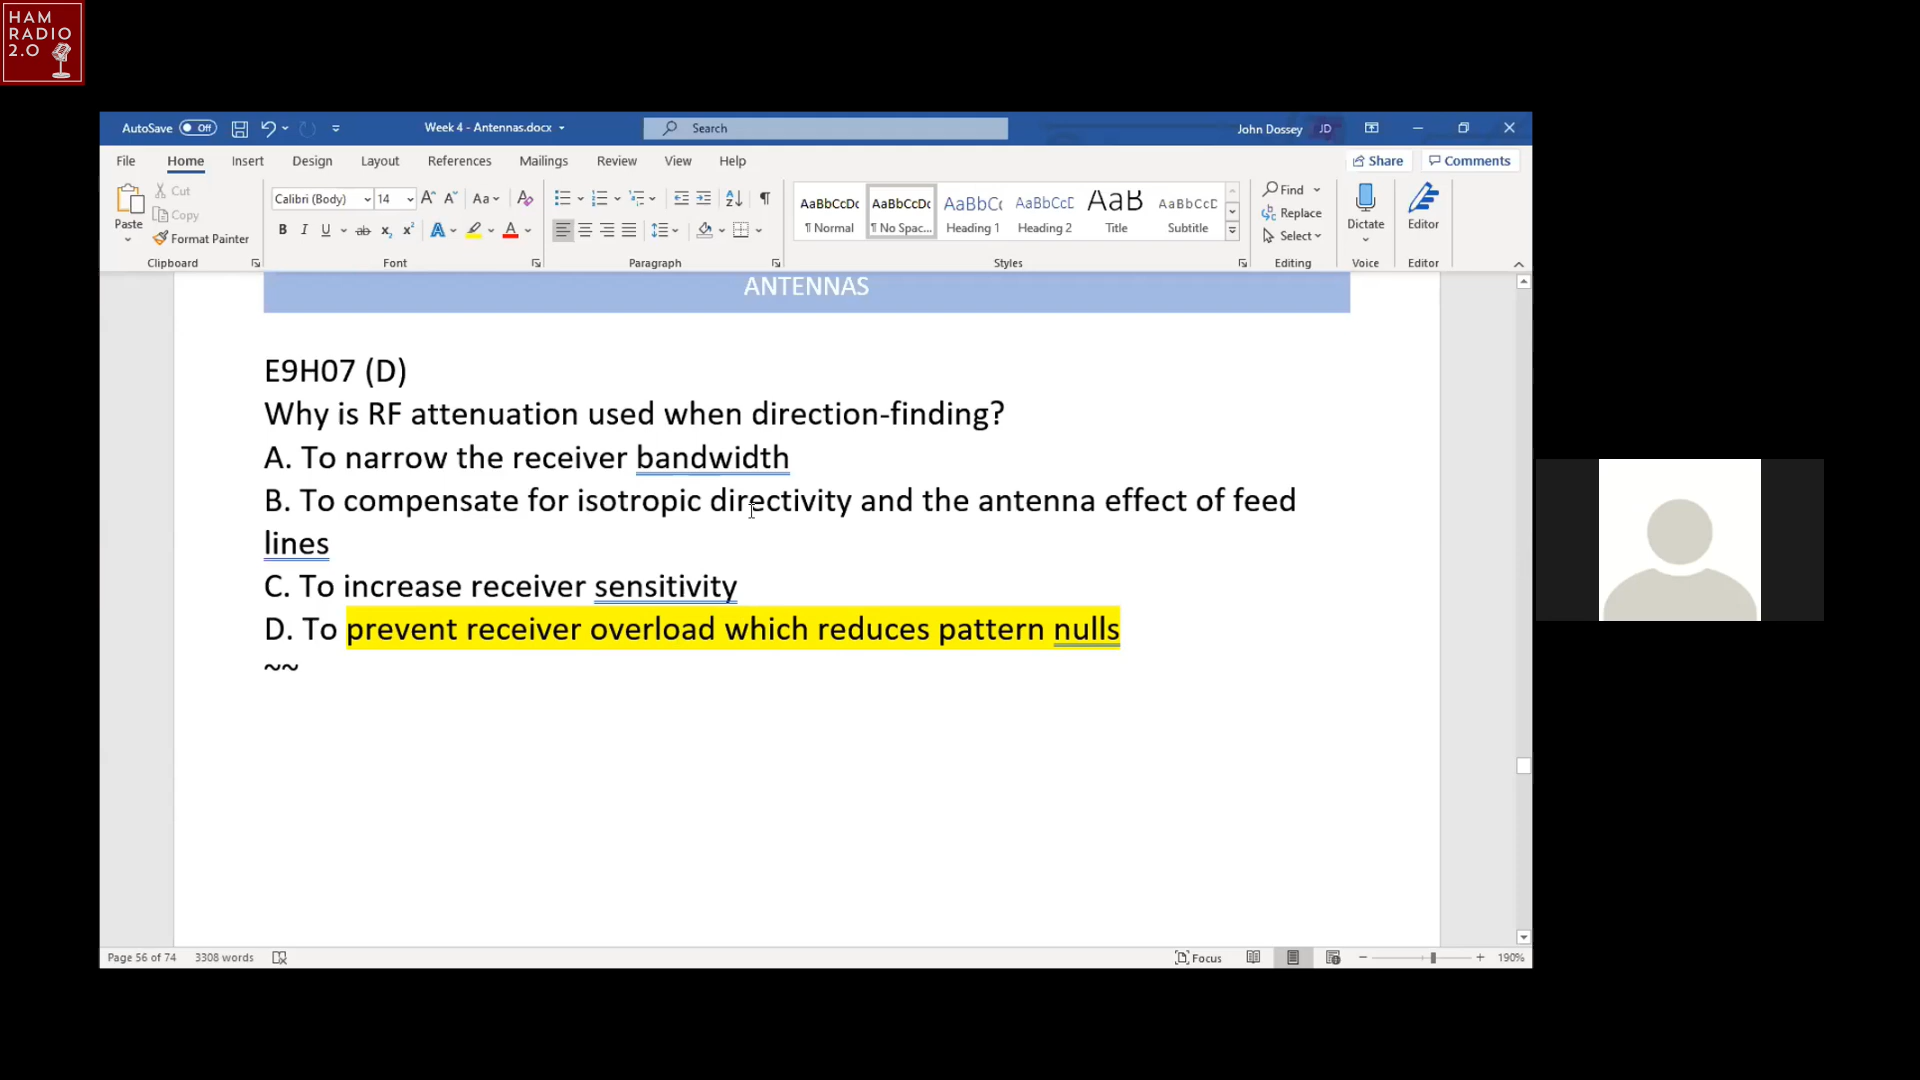 HAM
RADIO
2.0
AutoSave Off Week 4 - Antennas.docx Search John Dossey JD
File Home Insert Design Layout References Mailings Review View Help Share Comments
Paste Cut Copy Format Painter Clipboard
Calibri (Body) 14 Aa
B I U ab x₂ x² A A Font
Paragraph
AaBbCcDc AaBbCcDc AaBbCc AaBbCcD AaB AaBbCcD
¶ Normal ¶ No Spac... Heading 1 Heading 2 Title Subtitle
Styles
Find
Replace
Select
Editing
Dictate
Voice
Editor
Editor
ANTENNAS
E9H07 (D)
Why is RF attenuation used when direction-finding?
A. To narrow the receiver bandwidth
B. To compensate for isotropic directivity and the antenna effect of feed
lines
C. To increase receiver sensitivity
D. To prevent receiver overload which reduces pattern nulls
~~
Page 56 of 74 3308 words Focus 190%